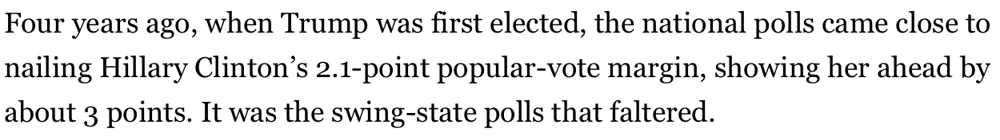 Four years ago, when Trump was first elected, the national polls came close to
nailing Hillary Clinton’s 2.1-point popular-vote margin, showing her ahead by
about 3 points. It was the swing-state polls that faltered.